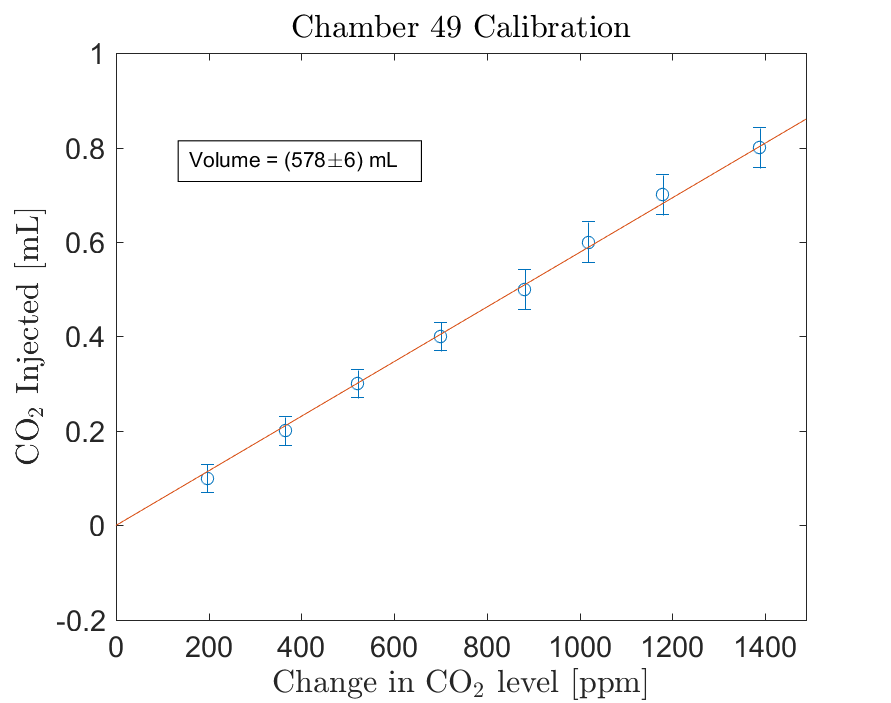 Chamber 49 Calibration
1
0.8
0.6
0.4
0.2
0
-0.2
CO₂ Injected [mL]
Volume = (578±6) mL
0 200 400 600 800 1000 1200 1400
Change in CO₂ level [ppm]